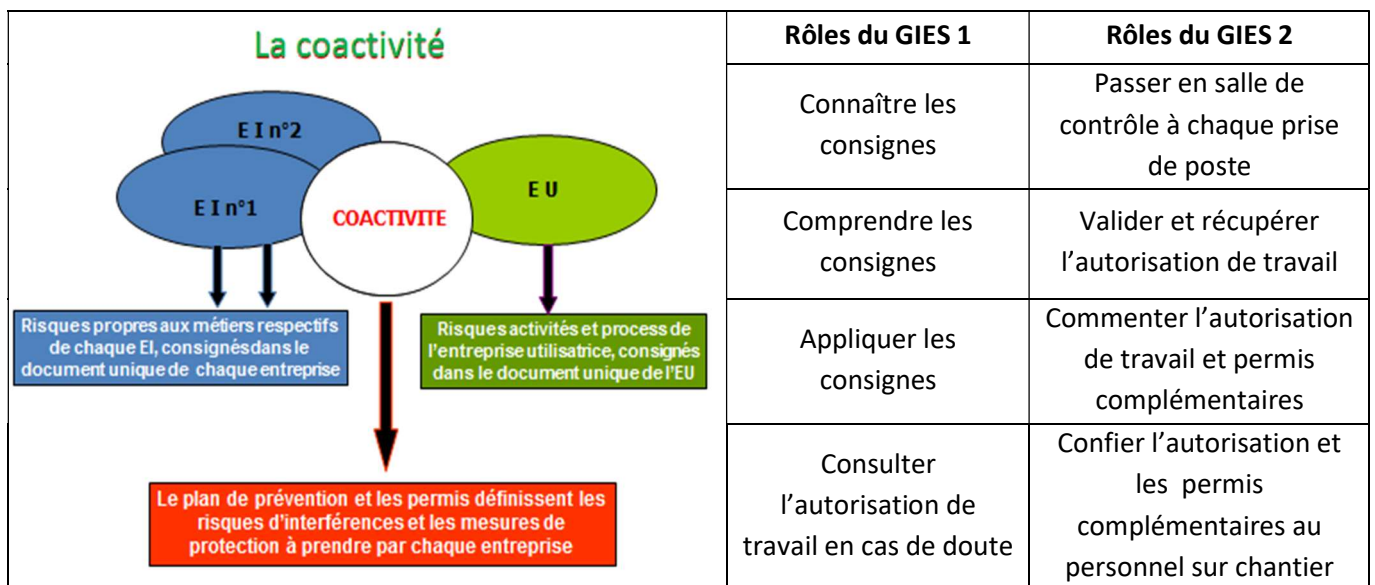 La coactivité
E I n°2
E I n°1
COACTIVITE
E U
Risques propres aux métiers respectifs
de chaque EI, consignésdans le
document unique de chaque entreprise
Risques activités et process de
l'entreprise utilisatrice, consignés
dans le document unique de l'EU
Le plan de prévention et les permis définissent les
risques d'interférences et les mesures de
protection à prendre par chaque entreprise
Rôles du GIES 1
Rôles du GIES 2
Connaître les
consignes
Passer en salle de
contrôle à chaque prise
de poste
Comprendre les
consignes
Valider et récupérer
l'autorisation de travail
Appliquer les
consignes
Commenter l'autorisation
de travail et permis
complémentaires
Consulter
l'autorisation de
travail en cas de doute
Confier l'autorisation et
les permis
complémentaires au
personnel sur chantier